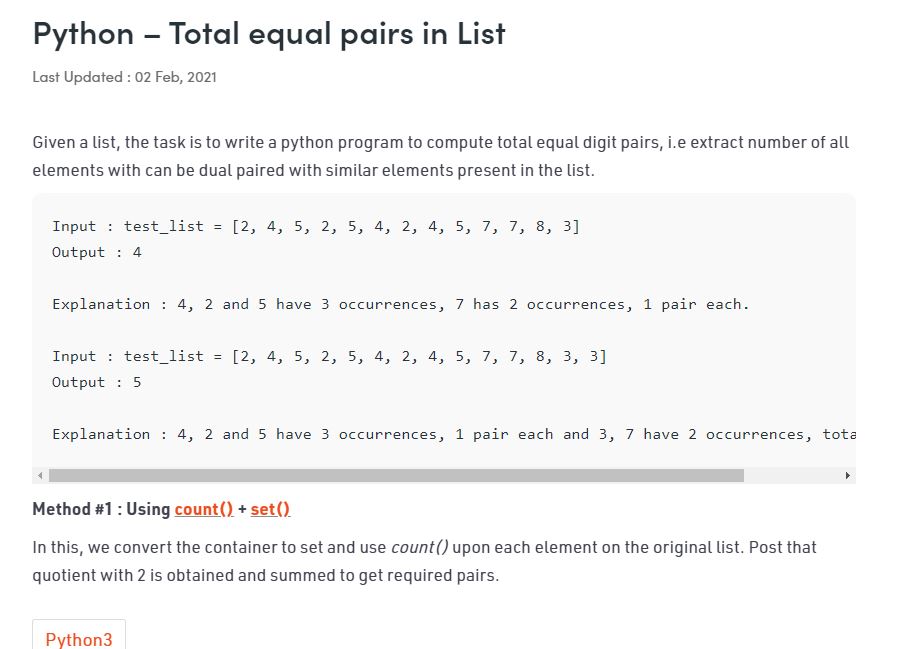 Python – Total equal pairs in List
Last Updated : 02 Feb, 2021
Given a list, the task is to write a python program to compute total equal digit pairs, i.e extract number of all
elements with can be dual paired with similar elements present in the list.
Input : test_list = [2, 4, 5, 2, 5, 4, 2, 4, 5, 7, 7, 8, 3]
Output : 4
Explanation : 4, 2 and 5 have 3 occurrences, 7 has 2 occurrences, 1 pair each.
Input : test_list = [2, 4, 5, 2, 5, 4, 2, 4, 5, 7, 7, 8, 3, 3]
Output : 5
Explanation : 4, 2 and 5 have 3 occurrences, 1 pair each and 3, 7 have 2 occurrences, tota
Method #1 : Using count() + set()
In this, we convert the container to set and use count() upon each element on the original list. Post that
quotient with 2 is obtained and summed to get required pairs.
Python3